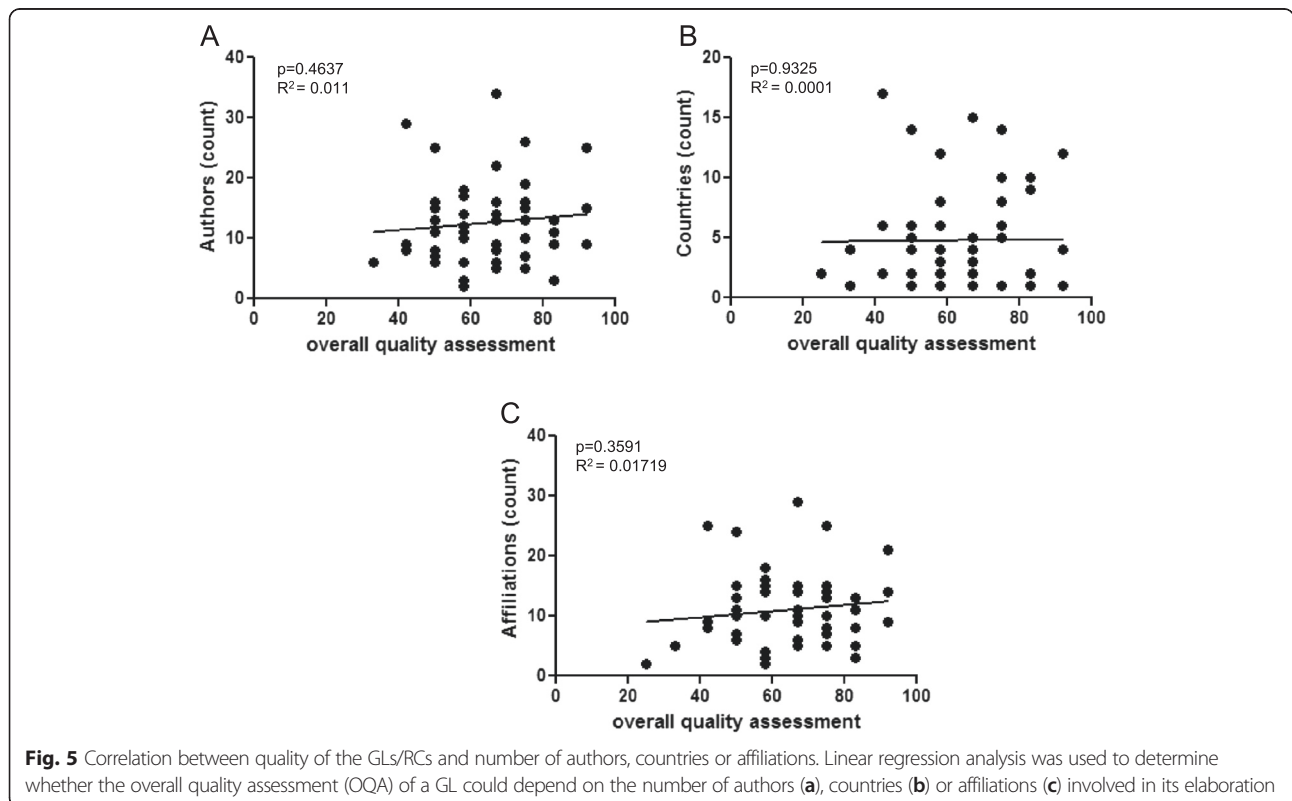 A
p=0.4637
R² = 0.011
40
30
20
10
0
Authors (count)
0 20 40 60 80 100
overall quality assessment
B
p=0.9325
R² = 0.0001
20
15
10
5
0
Countries (count)
0 20 40 60 80 100
overall quality assessment
C
p=0.3591
R² = 0.01719
40
30
20
10
0
Affiliations (count)
0 20 40 60 80 100
overall quality assessment
Fig. 5 Correlation between quality of the GLs/RCs and number of authors, countries or affiliations. Linear regression analysis was used to determine
whether the overall quality assessment (OQA) of a GL could depend on the number of authors (a), countries (b) or affiliations (c) involved in its elaboration